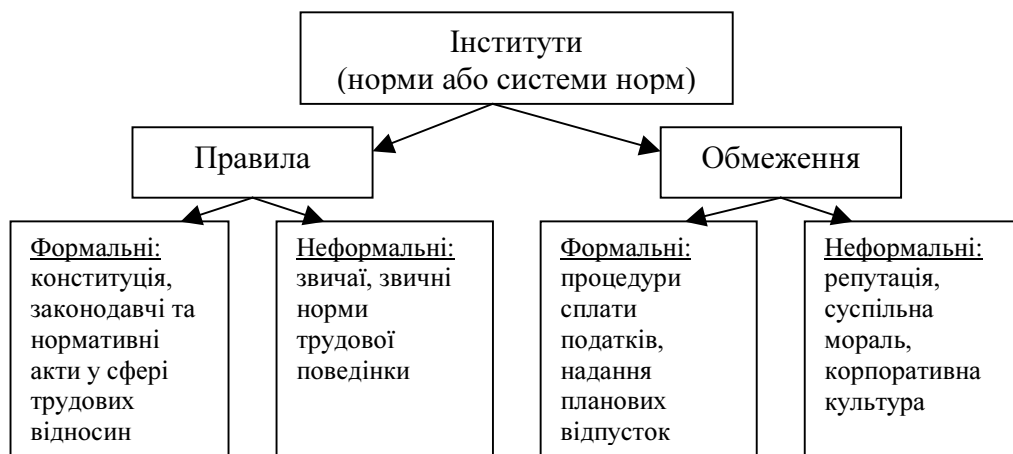 Інститути
(норми або системи норм)
Правила
Обмеження
Формальні:
конституція,
законодавчі та
нормативні
акти у сфері
трудових
відносин
Неформальні:
звичаї, звичні
норми
трудової
поведінки
Формальні:
процедури
сплати
податків,
надання
планових
відпусток
Неформальні:
репутація,
суспільна
мораль,
корпоративна
культура